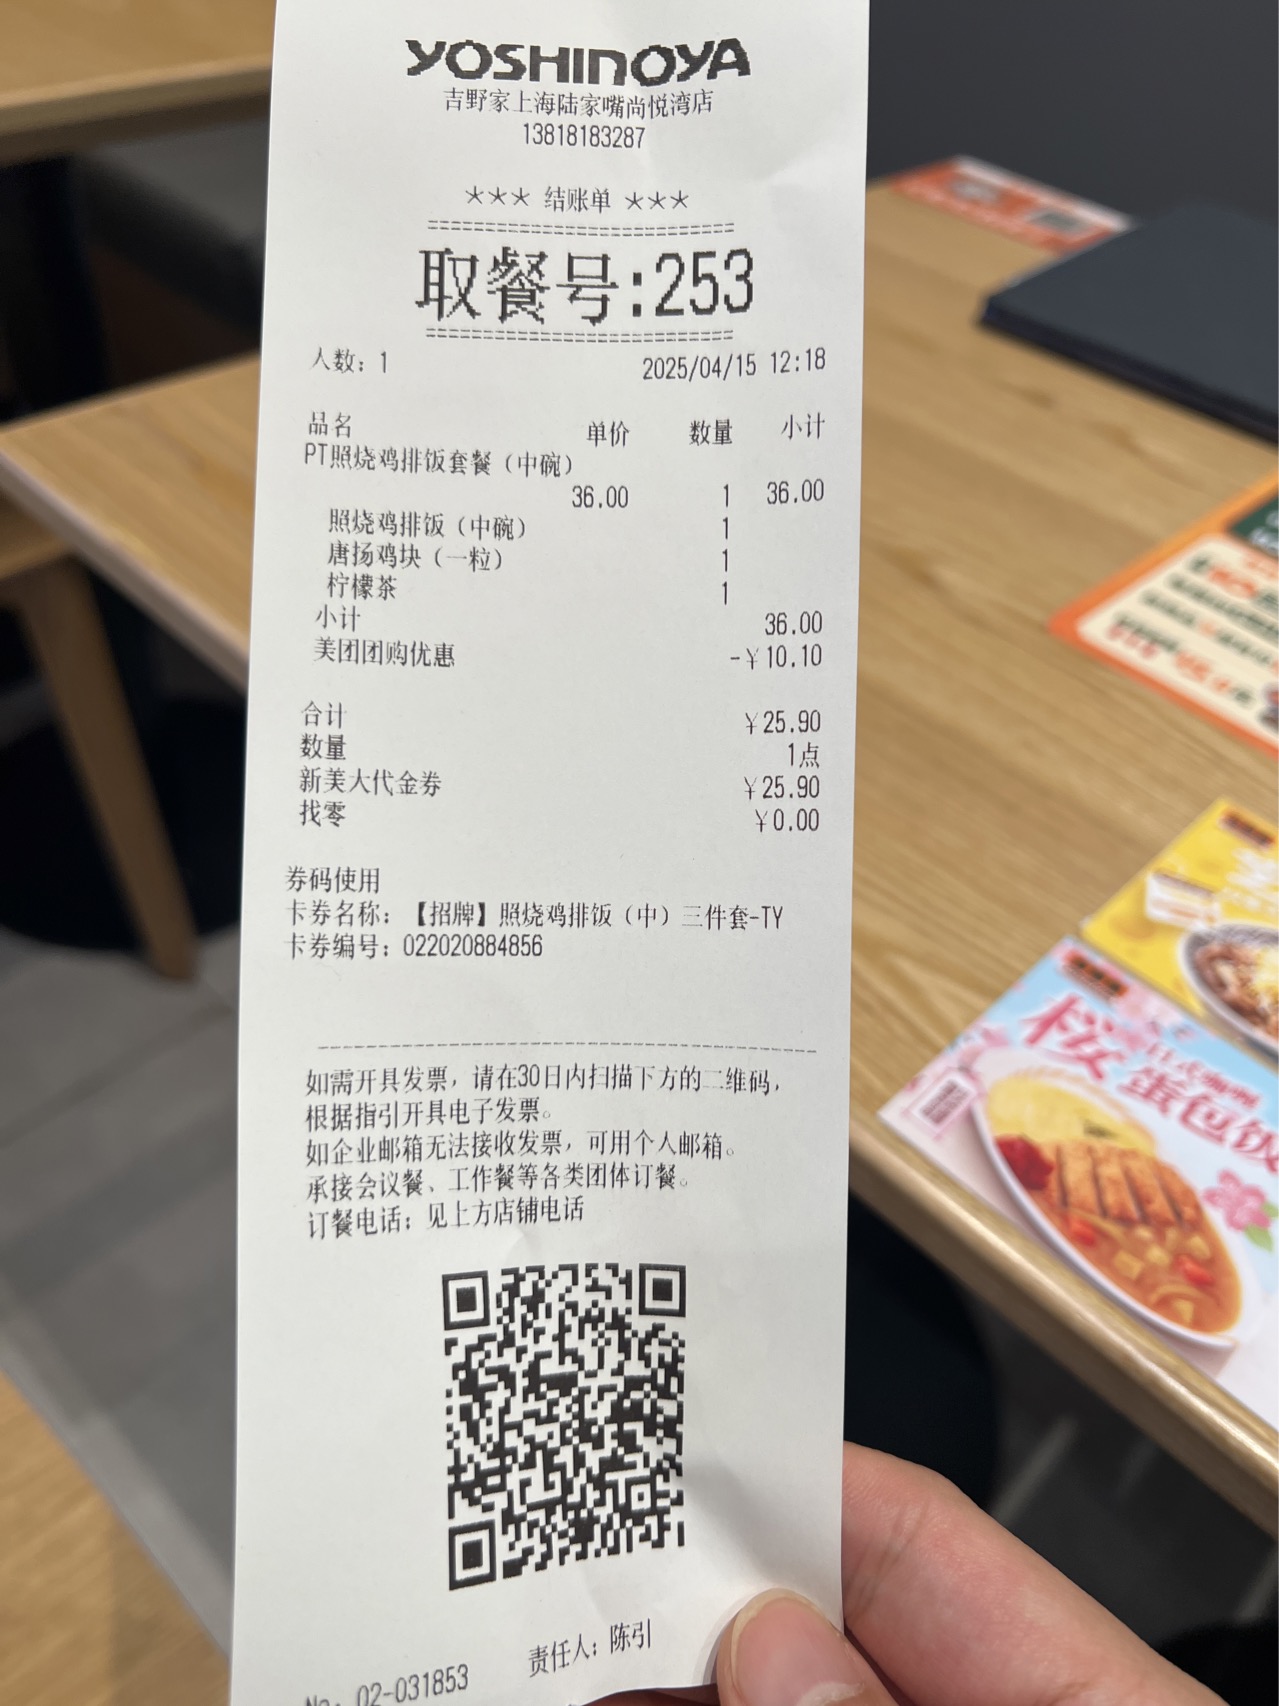 YOSHINOYA
吉野家上海陆家嘴尚悦湾店
13818183287
*** 结账单 ***
取餐号:253
人数：1 2025/04/15 12:18
品名 单价 数量 小计
PT照烧鸡排饭套餐（中碗）
36.00 1 36.00
照烧鸡排饭（中碗） 1
唐扬鸡块（一粒） 1
柠檬茶 1
小计 36.00
美团团购优惠 -￥10.10
合计 ￥25.90
数量 1点
新美大代金券 ￥25.90
找零 ￥0.00
券码使用
卡券名称：【招牌】照烧鸡排饭（中）三件套-TY
卡券编号：022020884856
如需开具发票，请在30日内扫描下方的二维码，
根据指引开具电子发票。
如企业邮箱无法接收发票，可用个人邮箱。
承接会议餐、工作餐等各类团体订餐。
订餐电话：见上方店铺电话
责任人：陈引
No: 02-031853
桜
日式咖喱
蛋包饭